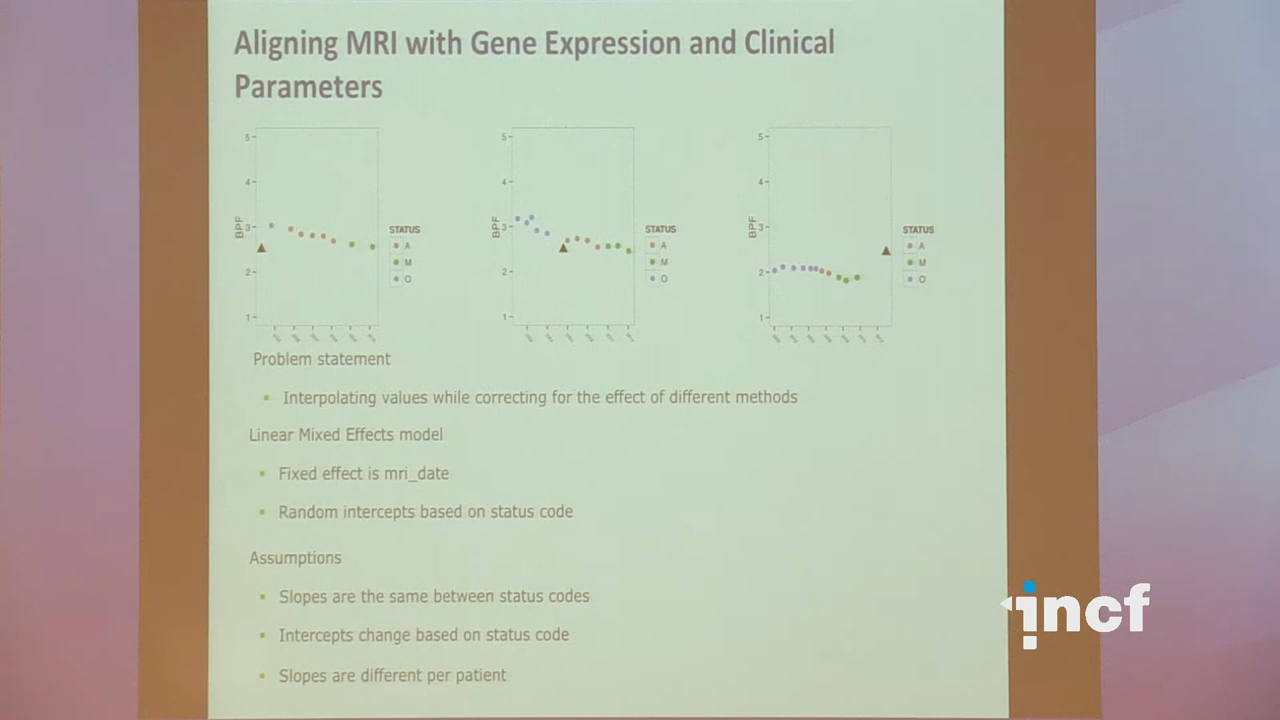 Aligning MRI with Gene Expression and Clinical
Parameters
5
4
3
2
1
BPF
STATUS
A
M
O
5
4
3
2
1
BPF
STATUS
A
M
O
5
4
3
2
1
BPF
STATUS
A
M
O
Problem statement
Interpolating values while correcting for the effect of different methods
Linear Mixed Effects model
Fixed effect is mri_date
Random intercepts based on status code
Assumptions
Slopes are the same between status codes
Intercepts change based on status code
Slopes are different per patient
incf